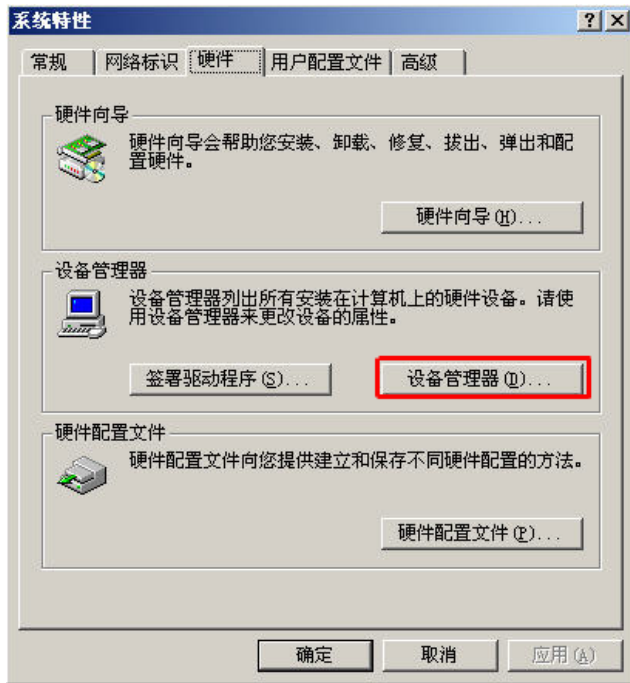 系统特性
常规 网络标识 硬件 用户配置文件 高级
硬件向导
硬件向导会帮助您安装、卸载、修复、拔出、弹出和配
置硬件。
硬件向导(H)...
设备管理器
设备管理器列出所有安装在计算机上的硬件设备。请使
用设备管理器来更改设备的属性。
签署驱动程序(S)... 设备管理器(D)...
硬件配置文件
硬件配置文件向您提供建立和保存不同硬件配置的方法。
硬件配置文件(P)...
确定 取消 应用(A)